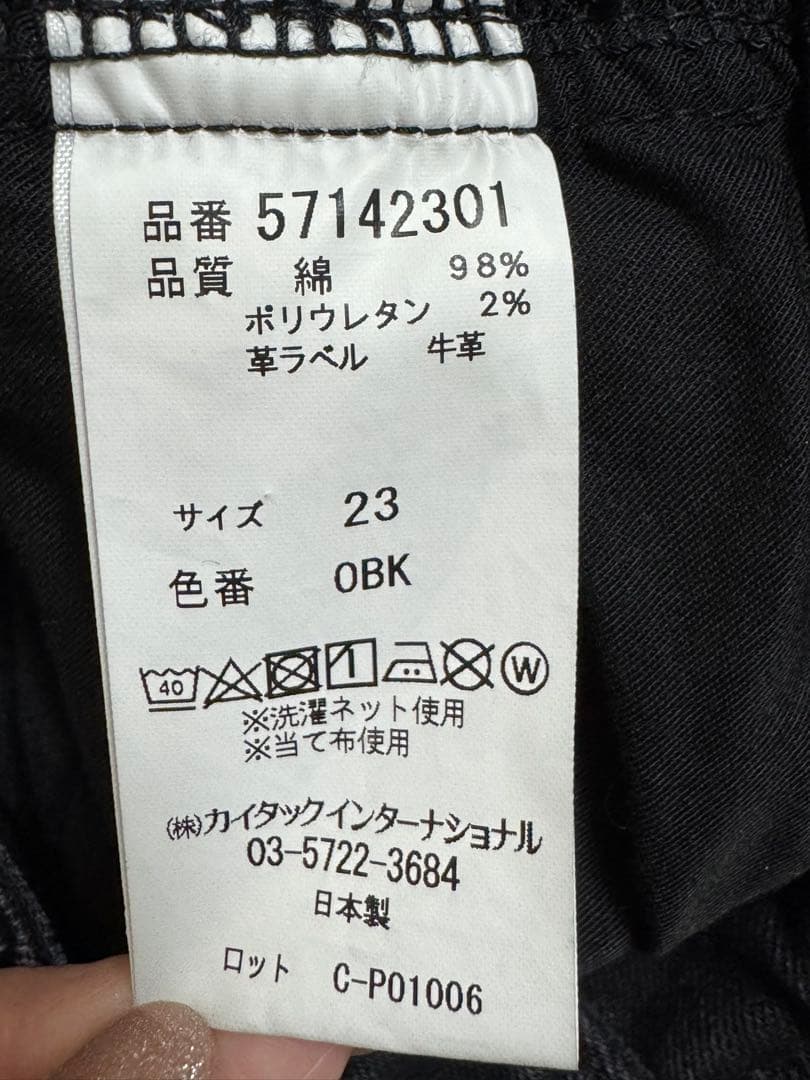 品番 57142301
品質 綿 98%
ポリウレタン 2%
革ラベル 牛革
サイズ 23
色番 OBK
40 W
※洗濯ネット使用
※当て布使用
(株)カイタックインターナショナル
03-5722-3684
日本製
ロット C-P01006